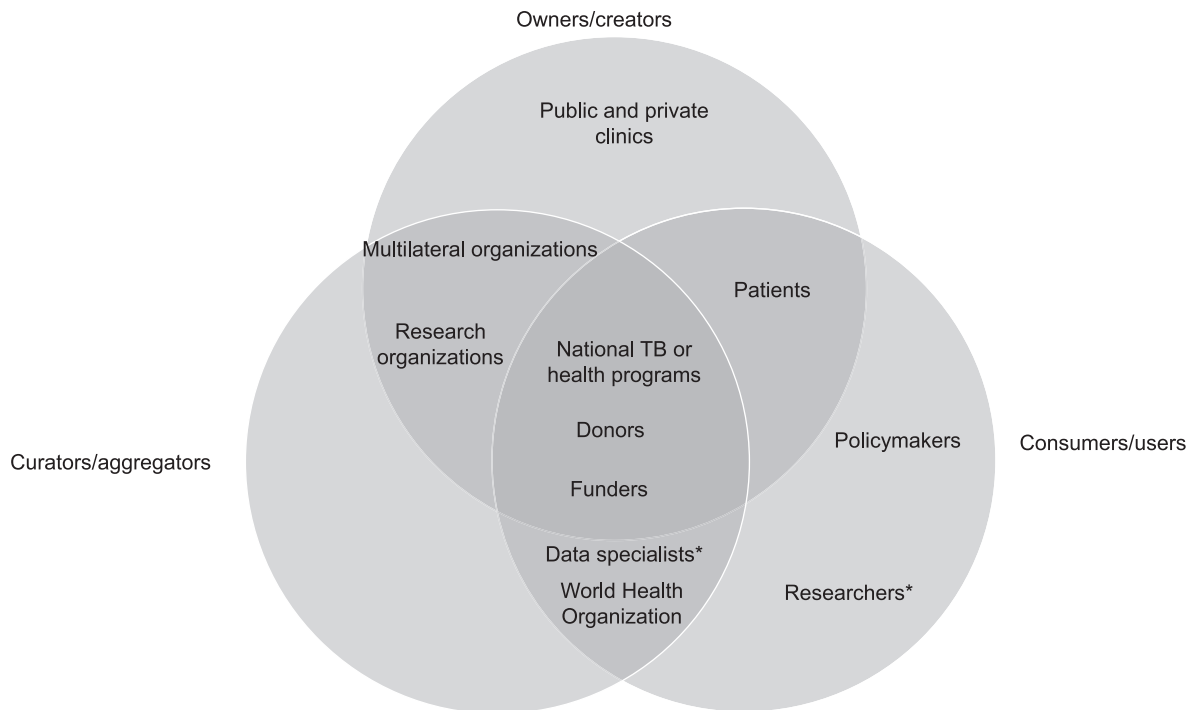 Owners/creators
Public and private
clinics
Multilateral organizations
Patients
Research
organizations
National TB or
health programs
Donors
Policymakers
Consumers/users
Curators/aggregators
Funders
Data specialists*
World Health
Organization
Researchers*